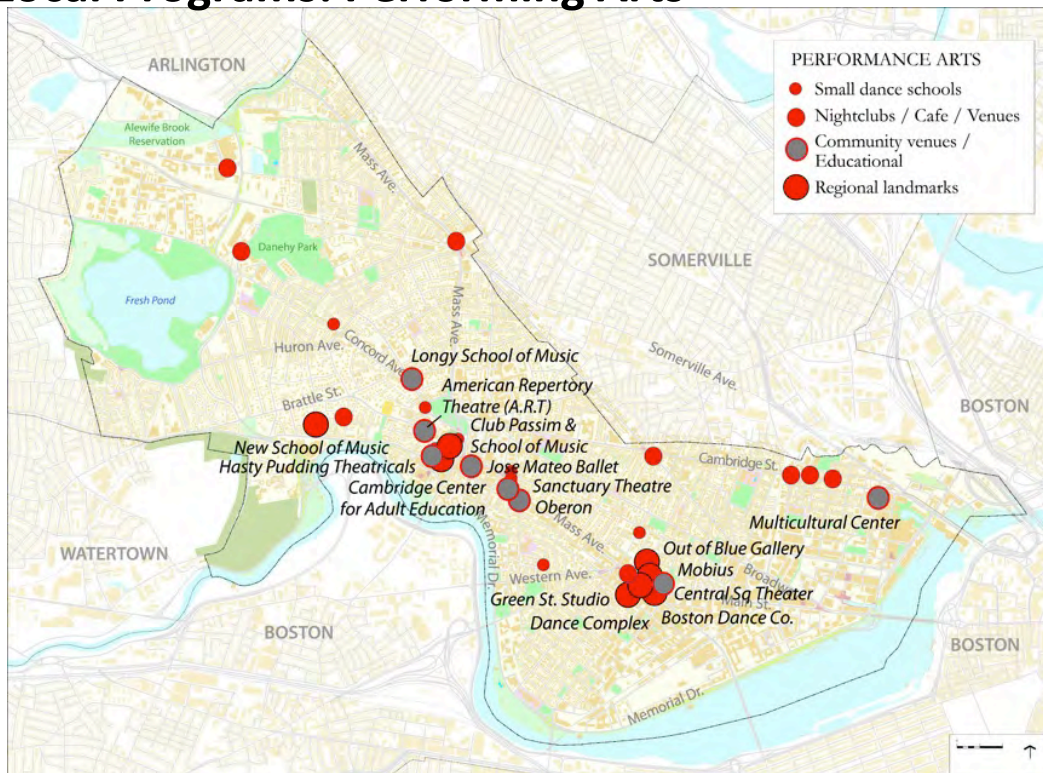 Local Programs: Performing Arts
PERFORMANCE ARTS
Small dance schools
Nightclubs / Cafe / Venues
Community venues /
Educational
Regional landmarks
ARLINGTON
Alewife Brook
Reservation
Mass Ave.
Danehy Park
Fresh Pond
SOMERVILLE
Mass Ave.
Huron Ave.
Concord Ave.
Somerville Ave.
Longy School of Music
American Repertory
Theatre (A.R.T)
Brattle St.
BOSTON
Club Passim &
School of Music
New School of Music
Hasty Pudding Theatricals
Jose Mateo Ballet
Cambridge St.
Cambridge Center
for Adult Education
Sanctuary Theatre
Oberon
Multicultural Center
Memorial Dr.
Mass Ave.
WATERTOWN
Out of Blue Gallery
Mobius
Broadway
Western Ave.
Central Sq Theater
Main St.
Green St. Studio
Dance Complex
Boston Dance Co.
BOSTON
BOSTON
Memorial Dr.